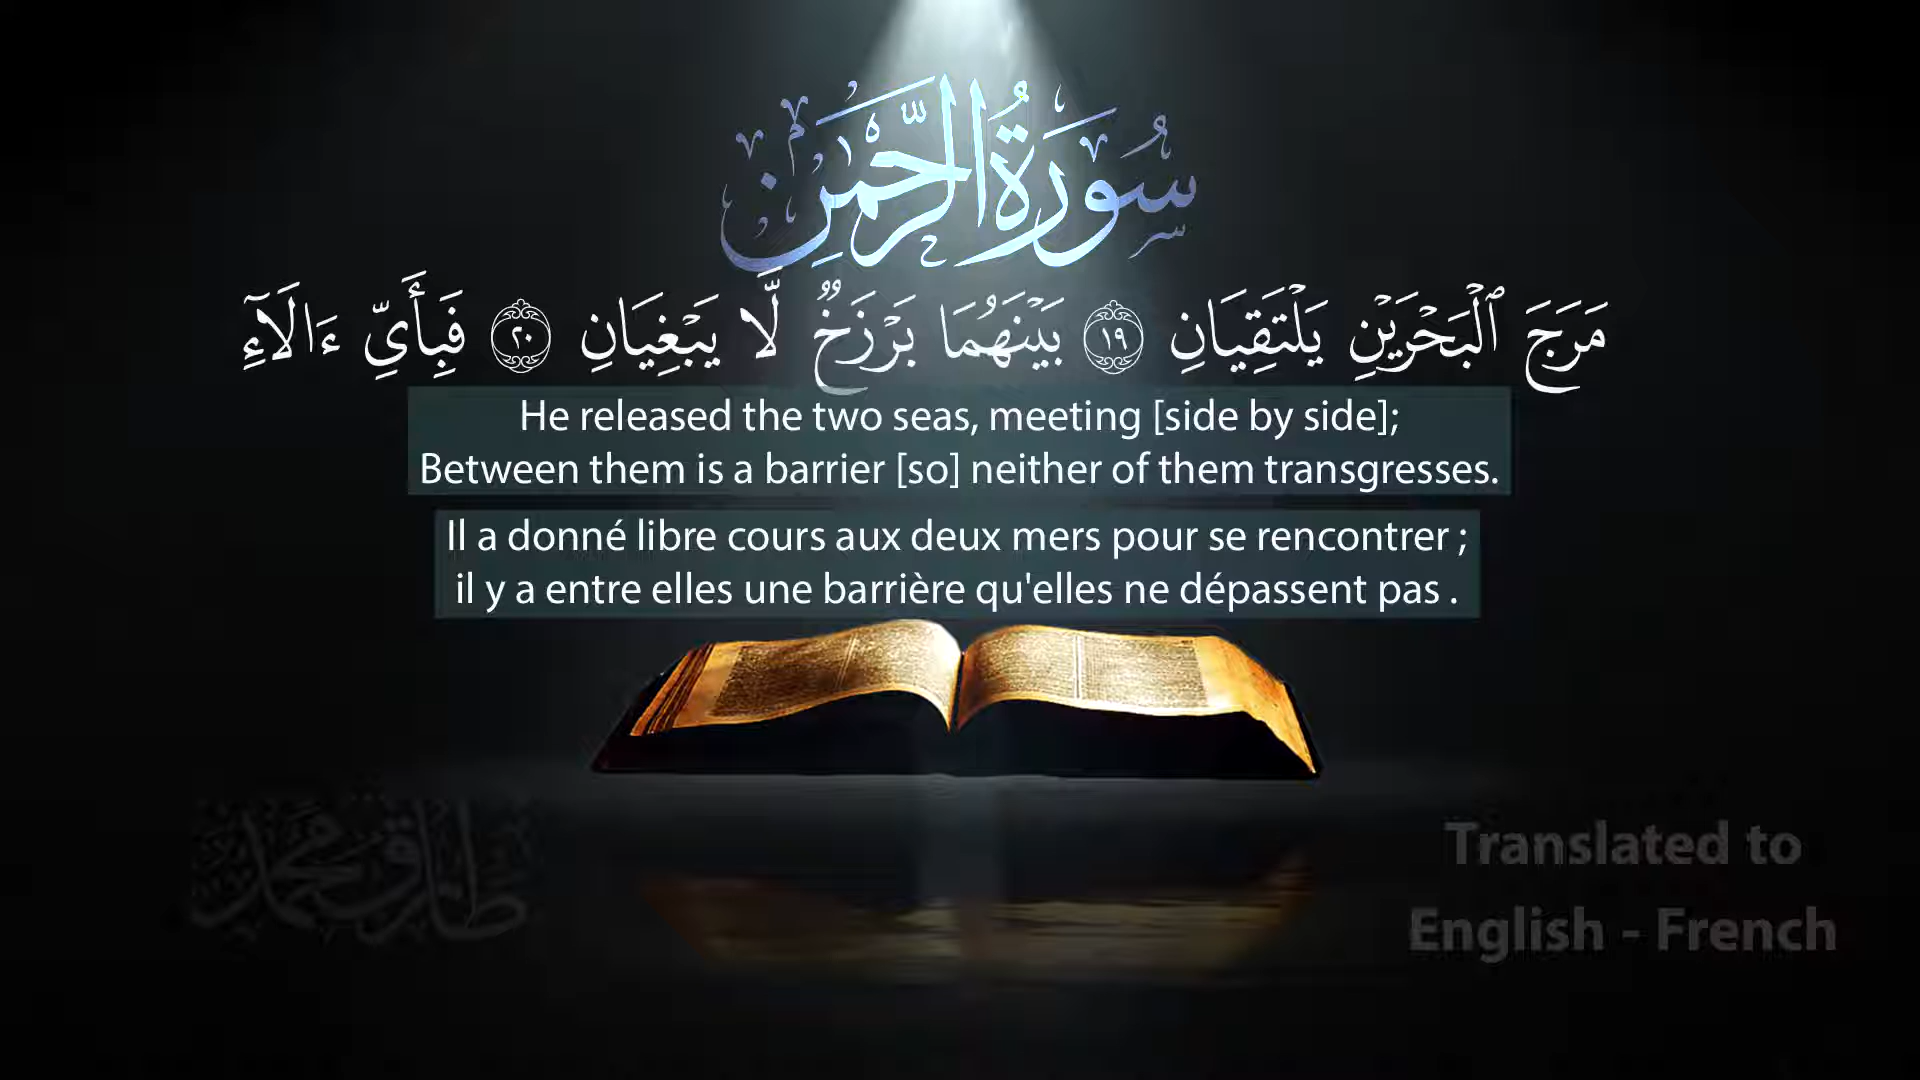 سُورَةُ الرَّحْمٰنِ
مَرَجَ ٱلْبَحْرَيْنِ يَلْتَقِيَانِ ١٩ بَيْنَهُمَا بَرْزَخٌ لَّا يَبْغِيَانِ ٢٠ فَبِأَيِّ ءَالَآءِ
He released the two seas, meeting [side by side];
Between them is a barrier [so] neither of them transgresses.
Il a donné libre cours aux deux mers pour se rencontrer ;
il y a entre elles une barrière qu'elles ne dépassent pas .
طارق محمد
Translated to
English - French